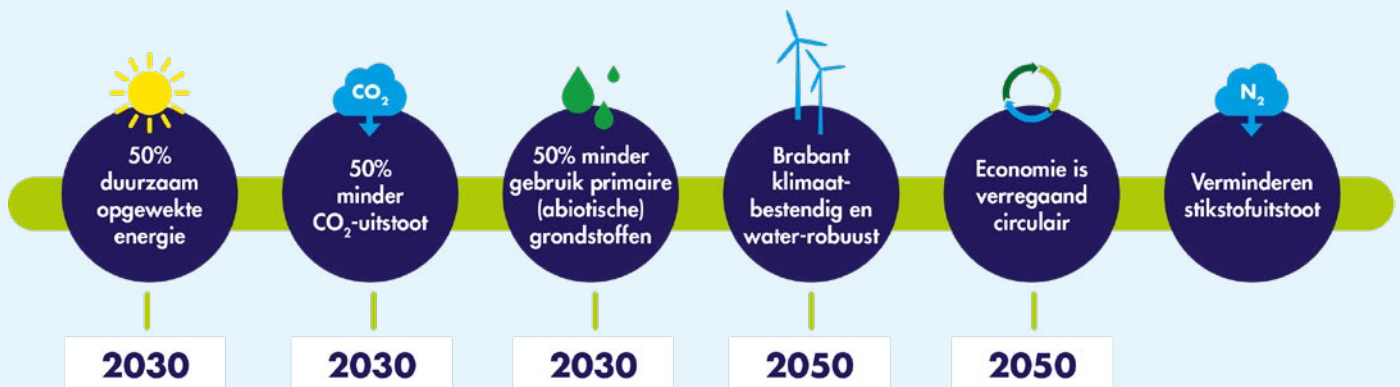 50%
duurzaam
opgewekte
energie
2030
CO₂
50%
minder
CO₂-uitstoot
2030
50% minder
gebruik primaire
(abiotische)
grondstoffen
2030
Brabant
klimaat-
bestendig en
water-robuust
2050
Economie is
verregaand
circulair
2050
N₂
Verminderen
stikstofuitstoot